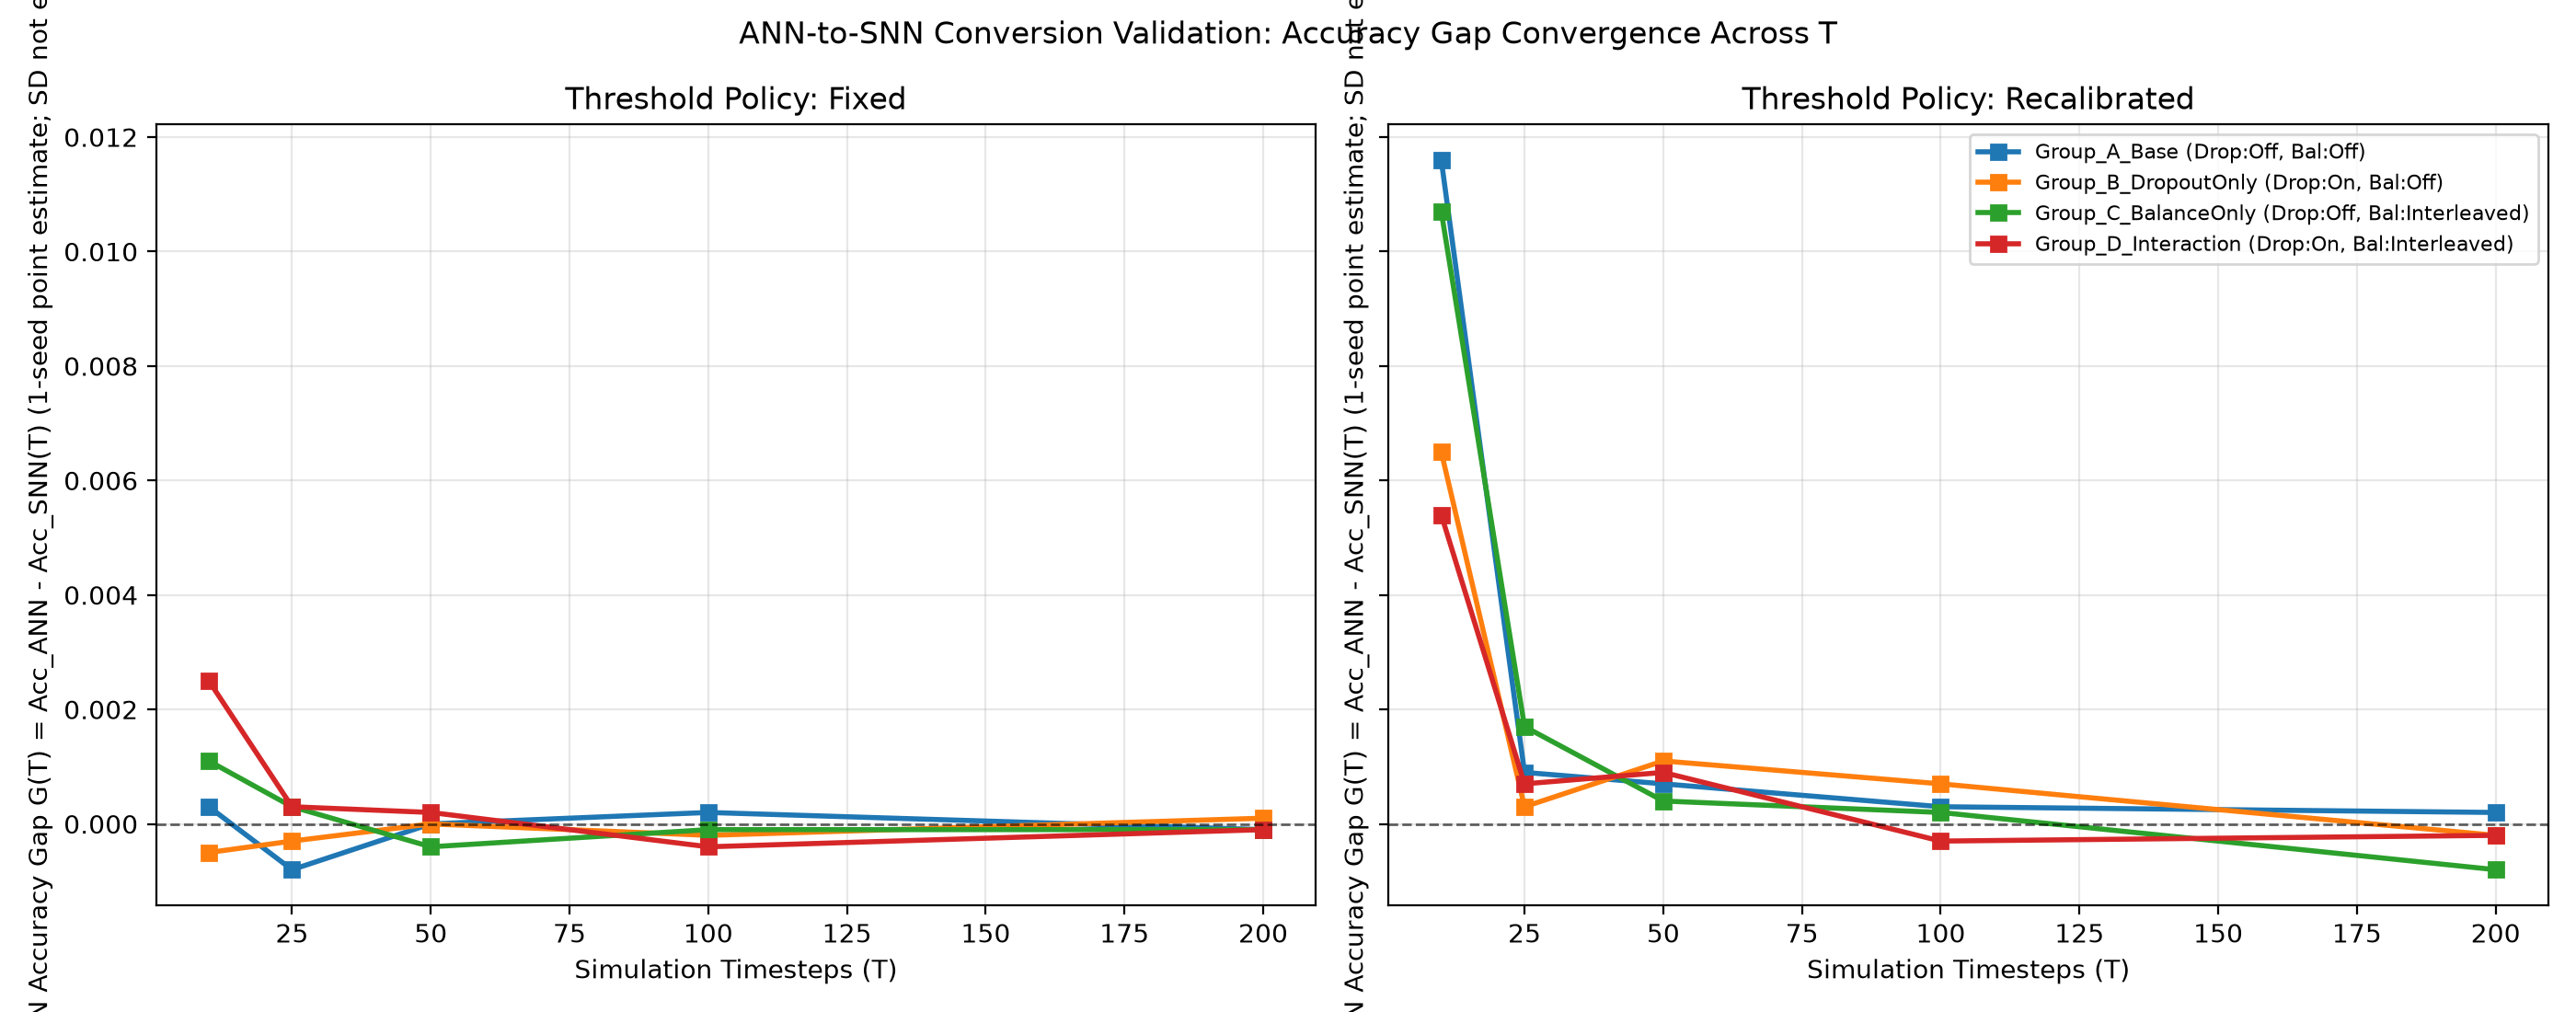 ANN-to-SNN Conversion Validation: Accuracy Gap Convergence Across T
Threshold Policy: Fixed
N Accuracy Gap G(T) = Acc_ANN - Acc_SNN(T) (1-seed point estimate; SD not e
0.012
0.010
0.008
0.006
0.004
0.002
0.000
25 50 75 100 125 150 175 200
Simulation Timesteps (T)
Threshold Policy: Recalibrated
N Accuracy Gap G(T) = Acc_ANN - Acc_SNN(T) (1-seed point estimate; SD not e
Group_A_Base (Drop:Off, Bal:Off)
Group_B_DropoutOnly (Drop:On, Bal:Off)
Group_C_BalanceOnly (Drop:Off, Bal:Interleaved)
Group_D_Interaction (Drop:On, Bal:Interleaved)
25 50 75 100 125 150 175 200
Simulation Timesteps (T)